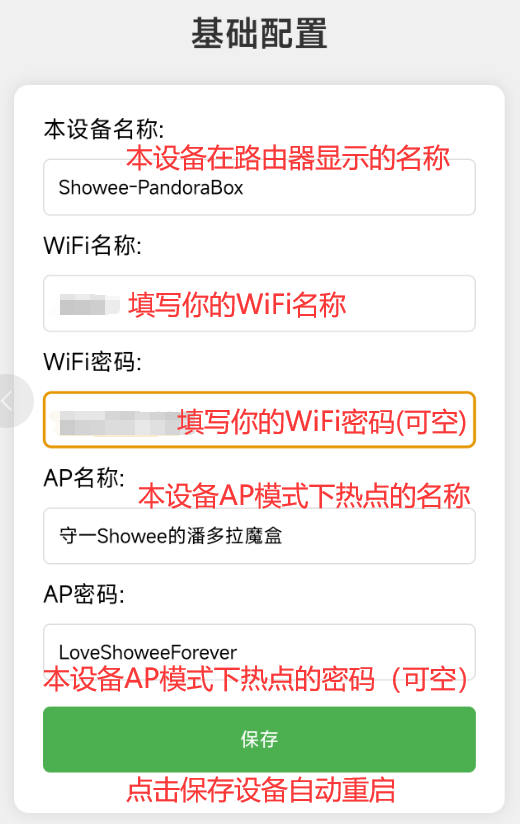 基础配置
本设备名称:
本设备在路由器显示的名称
Showee-PandoraBox
WiFi名称:
填写你的WiFi名称
WiFi密码:
填写你的WiFi密码(可空)
AP名称:
本设备AP模式下热点的名称
守一Showee的潘多拉魔盒
AP密码:
LoveShoweeForever
本设备AP模式下热点的密码（可空）
保存
点击保存设备自动重启